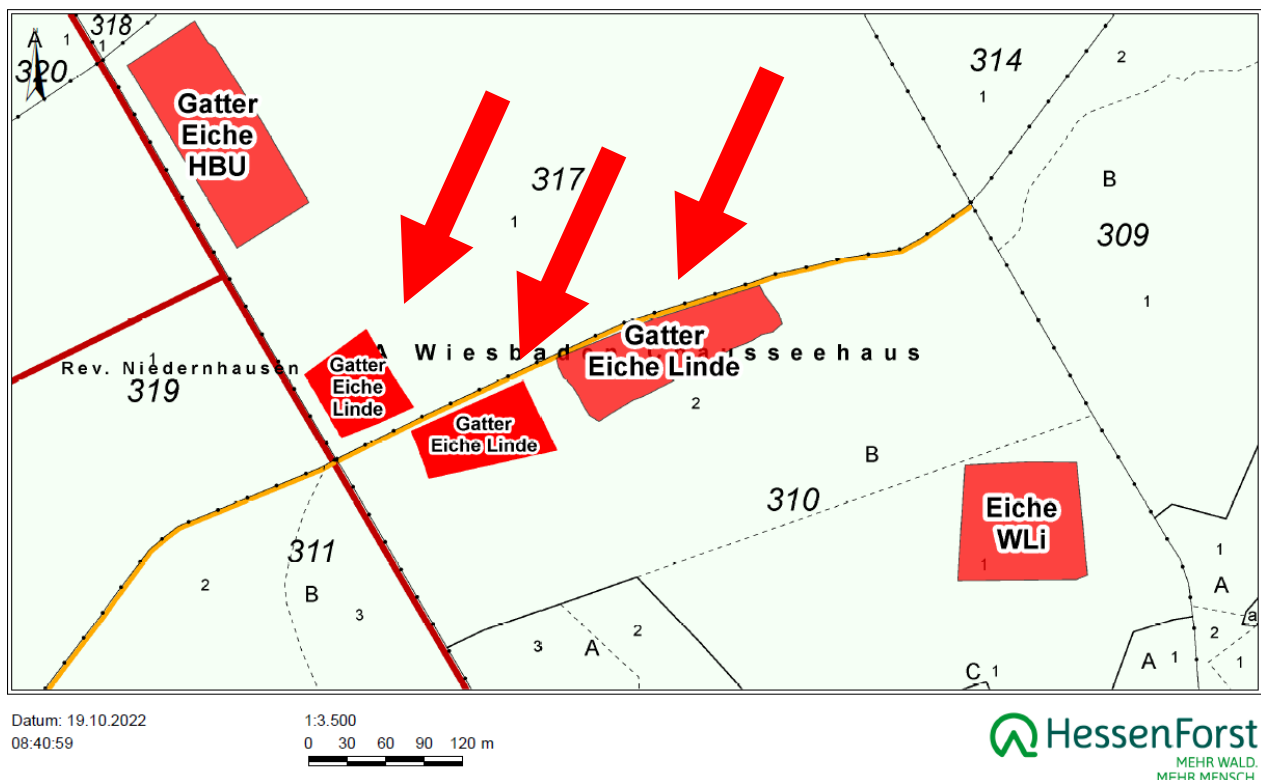 318
A
1
1
320
Gatter
Eiche
HBU
314
2
1
317
1
B
309
1
Gatter
Eiche Linde
A Wiesbaden
ausseehaus
1
Rev. Niedernhausen
319
Gatter
Eiche
Linde
2
Gatter
Eiche Linde
B
310
Eiche
WLi
1
311
2
B
3
1
A
a
2
3
A
2
A
1
1
C
1
Datum: 19.10.2022
08:40:59
1:3.500
0 30 60 90 120 m
HessenForst
MEHR WALD.
MEHR MENSCH.